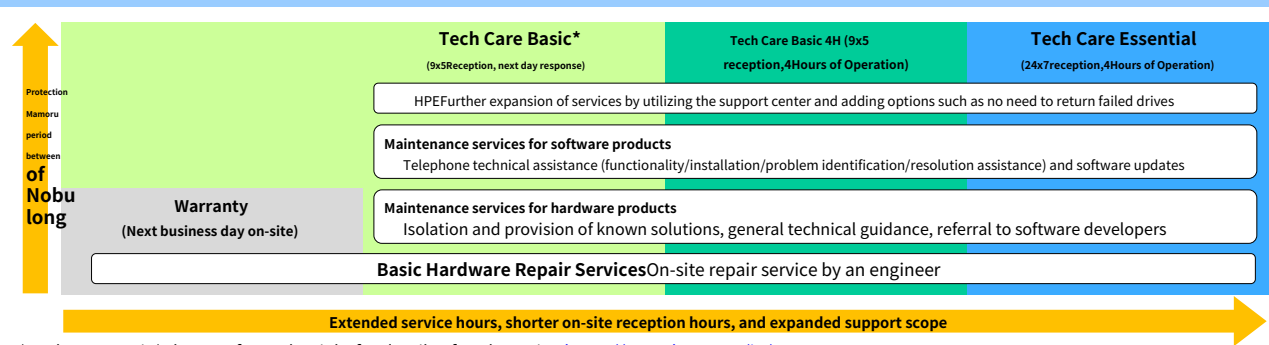 Tech Care Basic*
(9x5Reception, next day response)
Tech Care Basic 4H (9x5
reception,4Hours of Operation)
Tech Care Essential
(24x7reception,4Hours of Operation)
Protection
Mamoru
period
between
of
Nobu
long
HPEFurther expansion of services by utilizing the support center and adding options such as no need to return failed drives
Maintenance services for software products
Telephone technical assistance (functionality/installation/problem identification/resolution assistance) and software updates
Warranty
(Next business day on-site)
Maintenance services for hardware products
Isolation and provision of known solutions, general technical guidance, referral to software developers
Basic Hardware Repair ServicesOn-site repair service by an engineer
Extended service hours, shorter on-site reception hours, and expanded support scope